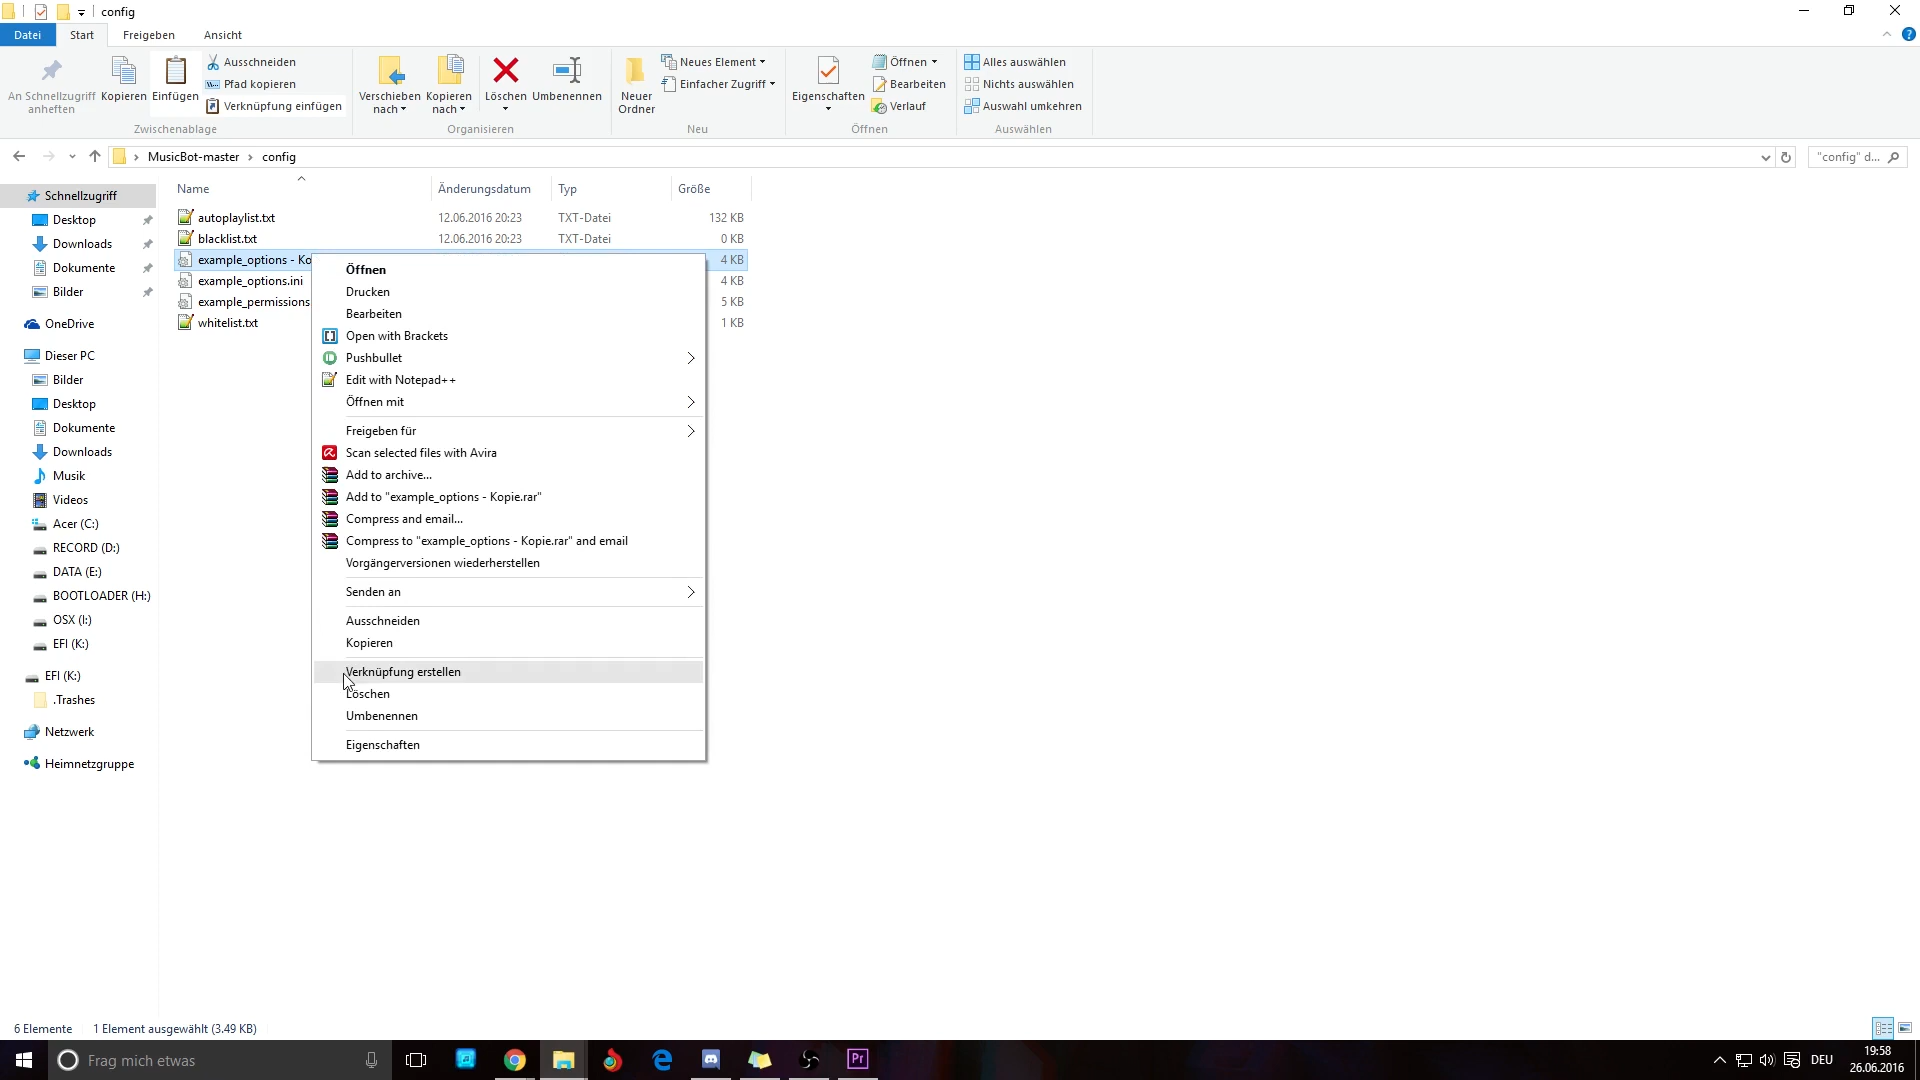 config
Datei
Start
Freigeben
Ansicht
An Schnellzugriff
anheften
Kopieren
Einfügen
Ausschneiden
Pfad kopieren
Verknüpfung einfügen
Zwischenablage
Verschieben
nach
Kopieren
nach
Löschen
Umbenennen
Organisieren
Neuer
Ordner
Neues Element
Einfacher Zugriff
Neu
Eigenschaften
Öffnen
Bearbeiten
Verlauf
Öffnen
Alles auswählen
Nichts auswählen
Auswahl umkehren
Auswählen
MusicBot-master
config
"config" d...
Name
Änderungsdatum
Typ
Größe
autoplaylist.txt
12.06.2016 20:23
TXT-Datei
132 KB
blacklist.txt
12.06.2016 20:23
TXT-Datei
0 KB
example_options - Ko
4 KB
example_options.ini
4 KB
example_permissions
5 KB
whitelist.txt
1 KB
Schnellzugriff
Desktop
Downloads
Dokumente
Bilder
OneDrive
Dieser PC
Bilder
Desktop
Dokumente
Downloads
Musik
Videos
Acer (C:)
RECORD (D:)
DATA (E:)
BOOTLOADER (H:)
OSX (I:)
EFI (K:)
EFI (K:)
.Trashes
Netzwerk
Heimnetzgruppe
Öffnen
Drucken
Bearbeiten
Open with Brackets
Pushbullet
Edit with Notepad++
Öffnen mit
Freigeben für
Scan selected files with Avira
Add to archive...
Add to "example_options - Kopie.rar"
Compress and email...
Compress to "example_options - Kopie.rar" and email
Vorgängerversionen wiederherstellen
Senden an
Ausschneiden
Kopieren
Verknüpfung erstellen
Löschen
Umbenennen
Eigenschaften
6 Elemente
1 Element ausgewählt (3.49 KB)
Frag mich etwas
Pr
DEU
19:58
26.06.2016